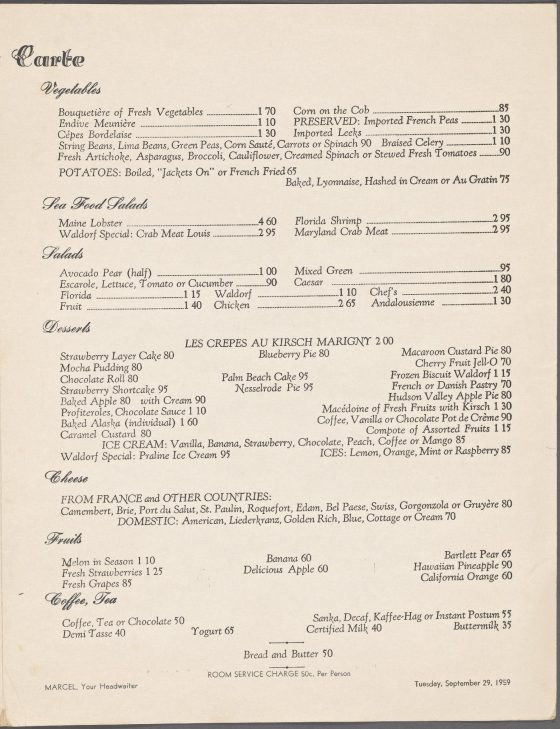 Carte
Vegetables
Bouquetière of Fresh Vegetables 1 70
Endive Meunière 1 10
Cépes Bordelaise 1 30
Corn on the Cob 85
PRESERVED: Imported French Peas 1 30
Imported Leeks 1 30
String Beans, Lima Beans, Green Peas, Corn Sauté, Carrots or Spinach 90 Braised Celery 1 10
Fresh Artichoke, Asparagus, Broccoli, Cauliflower, Creamed Spinach or Stewed Fresh Tomatoes 90
POTATOES: Boiled, "Jackets On" or French Fried 65
Baked, Lyonnaise, Hashed in Cream or Au Gratin 75
Sea Food Salads
Maine Lobster 4 60
Florida Shrimp 2 95
Waldorf Special: Crab Meat Louis 2 95
Maryland Crab Meat 2 95
Salads
Avocado Pear (half) 1 00
Mixed Green 95
Escarole, Lettuce, Tomato or Cucumber 90
Caesar 1 80
Florida 1 15 Waldorf 1 10 Chef's 2 40
Fruit 1 40 Chicken 2 65 Andalousienne 1 30
Desserts
LES CREPES AU KIRSCH MARIGNY 2 00
Strawberry Layer Cake 80
Mocha Pudding 80
Chocolate Roll 80
Strawberry Shortcake 95
Baked Apple 80 with Cream 90
Profiteroles, Chocolate Sauce 1 10
Baked Alaska (individual) 1 60
Caramel Custard 80
Blueberry Pie 80
Palm Beach Cake 95
Nesselrode Pie 95
Macaroon Custard Pie 80
Cherry Fruit Jell-O 70
Frozen Biscuit Waldorf 1 15
French or Danish Pastry 70
Hudson Valley Apple Pie 80
Macédoine of Fresh Fruits with Kirsch 1 30
Coffee, Vanilla or Chocolate Pot de Crème 90
Compote of Assorted Fruits 1 15
ICE CREAM: Vanilla, Banana, Strawberry, Chocolate, Peach, Coffee or Mango 85
Waldorf Special: Praline Ice Cream 95
ICES: Lemon, Orange, Mint or Raspberry 85
Cheese
FROM FRANCE and OTHER COUNTRIES:
Camembert, Brie, Port du Salut, St. Paulin, Roquefort, Edam, Bel Paese, Swiss, Gorgonzola or Gruyère 80
DOMESTIC: American, Liederkranz, Golden Rich, Blue, Cottage or Cream 70
Fruits
Melon in Season 1 10
Fresh Strawberries 1 25
Fresh Grapes 85
Banana 60
Delicious Apple 60
Bartlett Pear 65
Hawaiian Pineapple 90
California Orange 60
Coffee, Tea
Coffee, Tea or Chocolate 50
Demi Tasse 40
Yogurt 65
Sanka, Decaf, Kaffee-Hag or Instant Postum 55
Certified Milk 40
Buttermilk 35
Bread and Butter 50
ROOM SERVICE CHARGE 50c. Per Person
MARCEL, Your Headwaiter
Tuesday, September 29, 1959